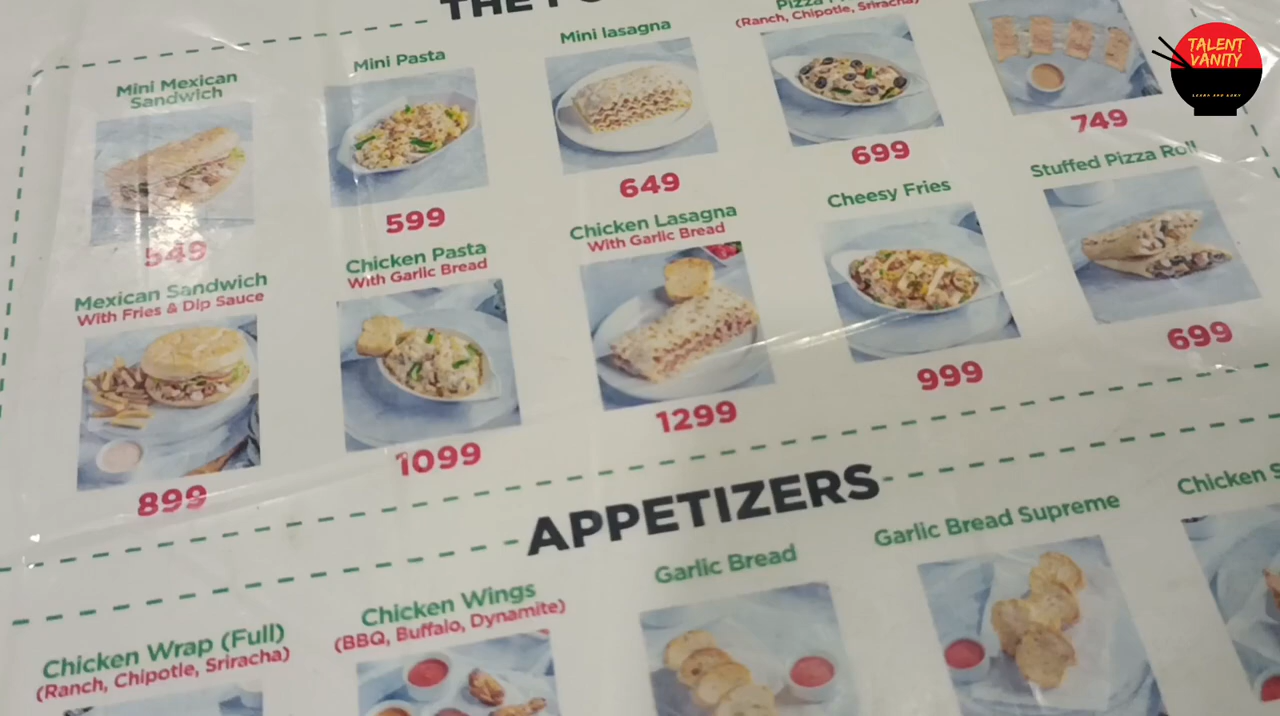 Mini Mexican
Sandwich
549
Mini Pasta
599
Mini lasagna
649
(Ranch, Chipotle, Sriracha)
699
749
Mexican Sandwich
With Fries & Dip Sauce
899
Chicken Pasta
With Garlic Bread
1099
Chicken Lasagna
With Garlic Bread
1299
Cheesy Fries
999
Stuffed Pizza Roll
699
APPETIZERS
Chicken Wrap (Full)
(Ranch, Chipotle, Sriracha)
Chicken Wings
(BBQ, Buffalo, Dynamite)
Garlic Bread
Garlic Bread Supreme
Chicken
TALENT
VANITY